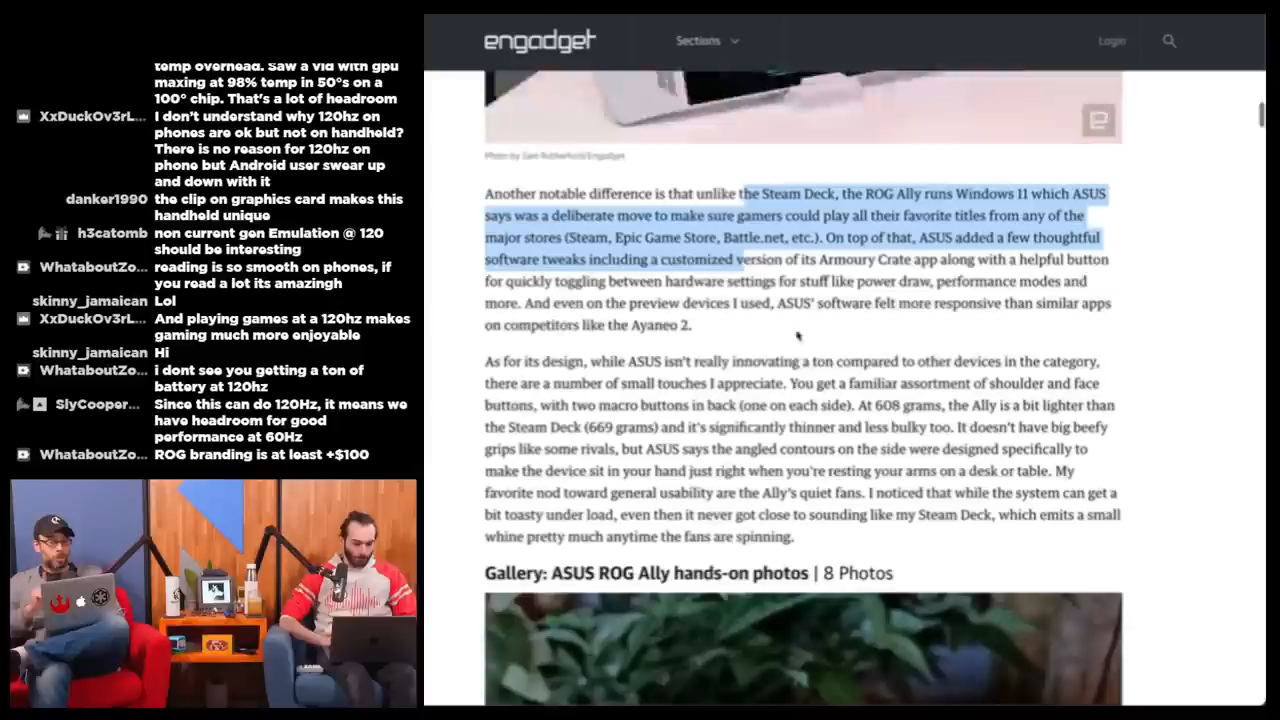 temp overhead. Saw a vid with gpu
maxing at 98% temp in 50°s on a
100° chip. That's a lot of headroom
XxDuckOv3rL... I don't understand why 120hz on
phones are ok but not on handheld?
There is no reason for 120hz on
phone but Android user swear up
and down with it
danker1990 the clip on graphics card makes this
handheld unique
h3catomb non current gen Emulation @ 120
should be interesting
WhataboutZo... reading is so smooth on phones, if
you read a lot its amazingh
skinny_jamaican Lol
XxDuckOv3rL... And playing games at a 120hz makes
gaming much more enjoyable
skinny_jamaican Hi
WhataboutZo... i dont see you getting a ton of
battery at 120hz
SlyCooper... Since this can do 120Hz, it means we
have headroom for good
performance at 60Hz
WhataboutZo... ROG branding is at least +$100
engadget
Sections
Login
e
Photo by Sam Rutherford/Engadget
Another notable difference is that unlike the Steam Deck, the ROG Ally runs Windows 11 which ASUS
says was a deliberate move to make sure gamers could play all their favorite titles from any of the
major stores (Steam, Epic Game Store, Battle.net, etc.). On top of that, ASUS added a few thoughtful
software tweaks including a customized version of its Armoury Crate app along with a helpful button
for quickly toggling between hardware settings for stuff like power draw, performance modes and
more. And even on the preview devices I used, ASUS' software felt more responsive than similar apps
on competitors like the Ayaneo 2.
As for its design, while ASUS isn't really innovating a ton compared to other devices in the category,
there are a number of small touches I appreciate. You get a familiar assortment of shoulder and face
buttons, with two macro buttons in back (one on each side). At 608 grams, the Ally is a bit lighter than
the Steam Deck (669 grams) and it's significantly thinner and less bulky too. It doesn't have big beefy
grips like some rivals, but ASUS says the angled contours on the side were designed specifically to
make the device sit in your hand just right when you're resting your arms on a desk or table. My
favorite nod toward general usability are the Ally's quiet fans. I noticed that while the system can get a
bit toasty under load, even then it never got close to sounding like my Steam Deck, which emits a small
whine pretty much anytime the fans are spinning.
Gallery: ASUS ROG Ally hands-on photos | 8 Photos